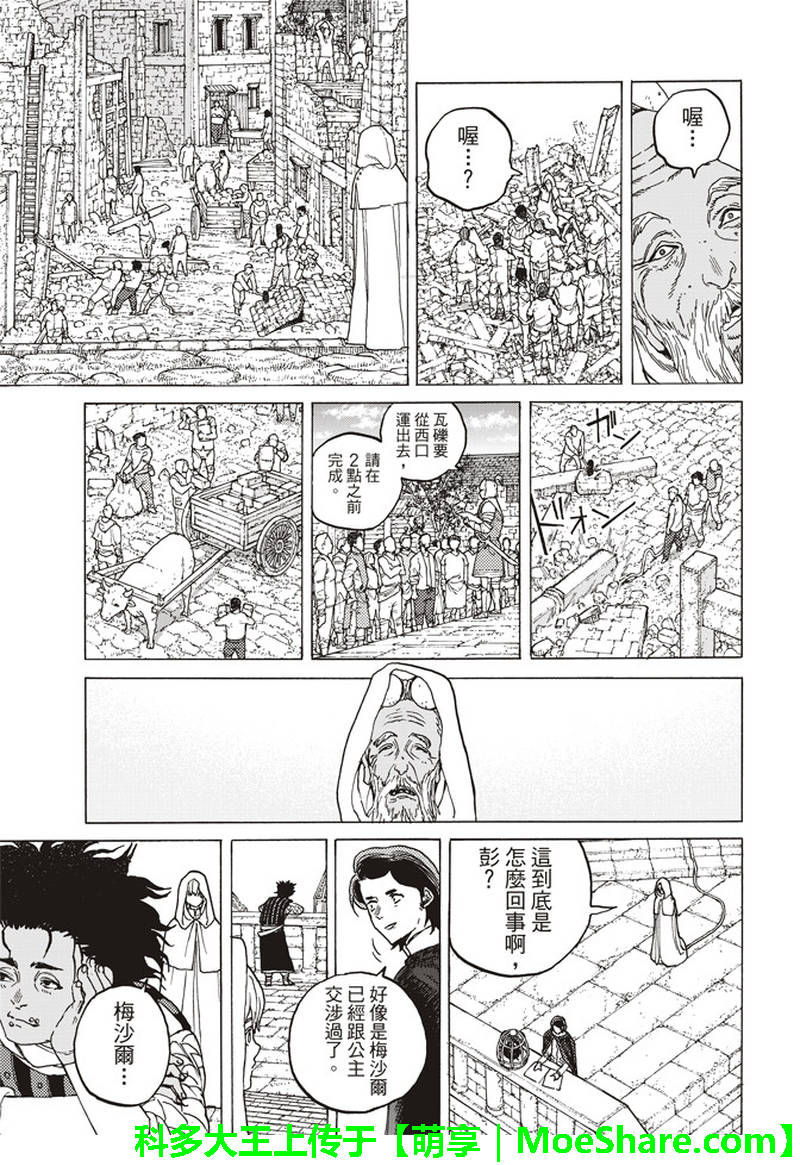 喔…
喔
…?
ガン
ドオン
瓦礫要
從西口
運出去，
請在
2點之前
完成。
這到底是
怎麼回事啊，
彭？
好像是梅沙爾
已經跟公主
交涉過了。
梅沙爾…
科多大王上传于【萌享 | MoeShare.com】